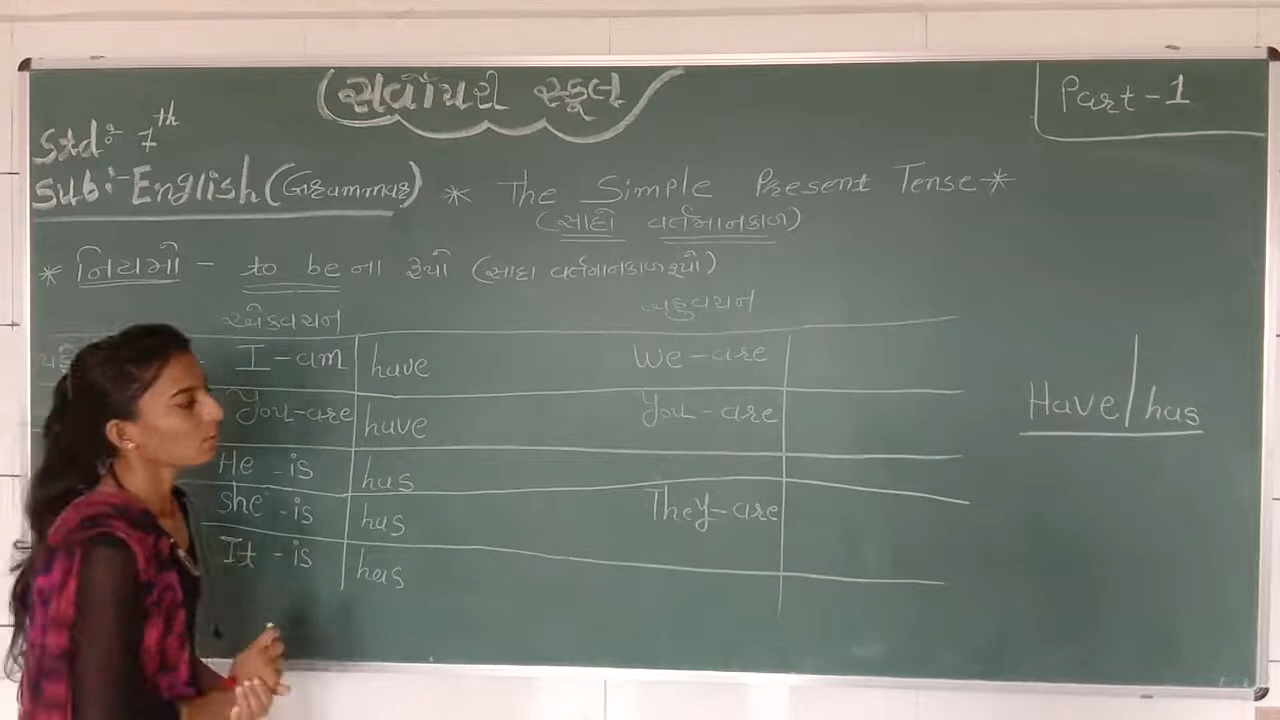 સર્વોચરી સ્કૂલ
Part-1
Std:- 7th
Sub:- English (Grammar)
* The Simple Present Tense *
(સાદો વર્તમાનકાળ)
* નિયમો - to be ના રૂપો (સાદા વર્તમાનકાળ રૂપો)
એકવચન બહુવચન
I-am have We-are
You-are have You-are
Have/has
He-is has
She-is has They-are
It-is has